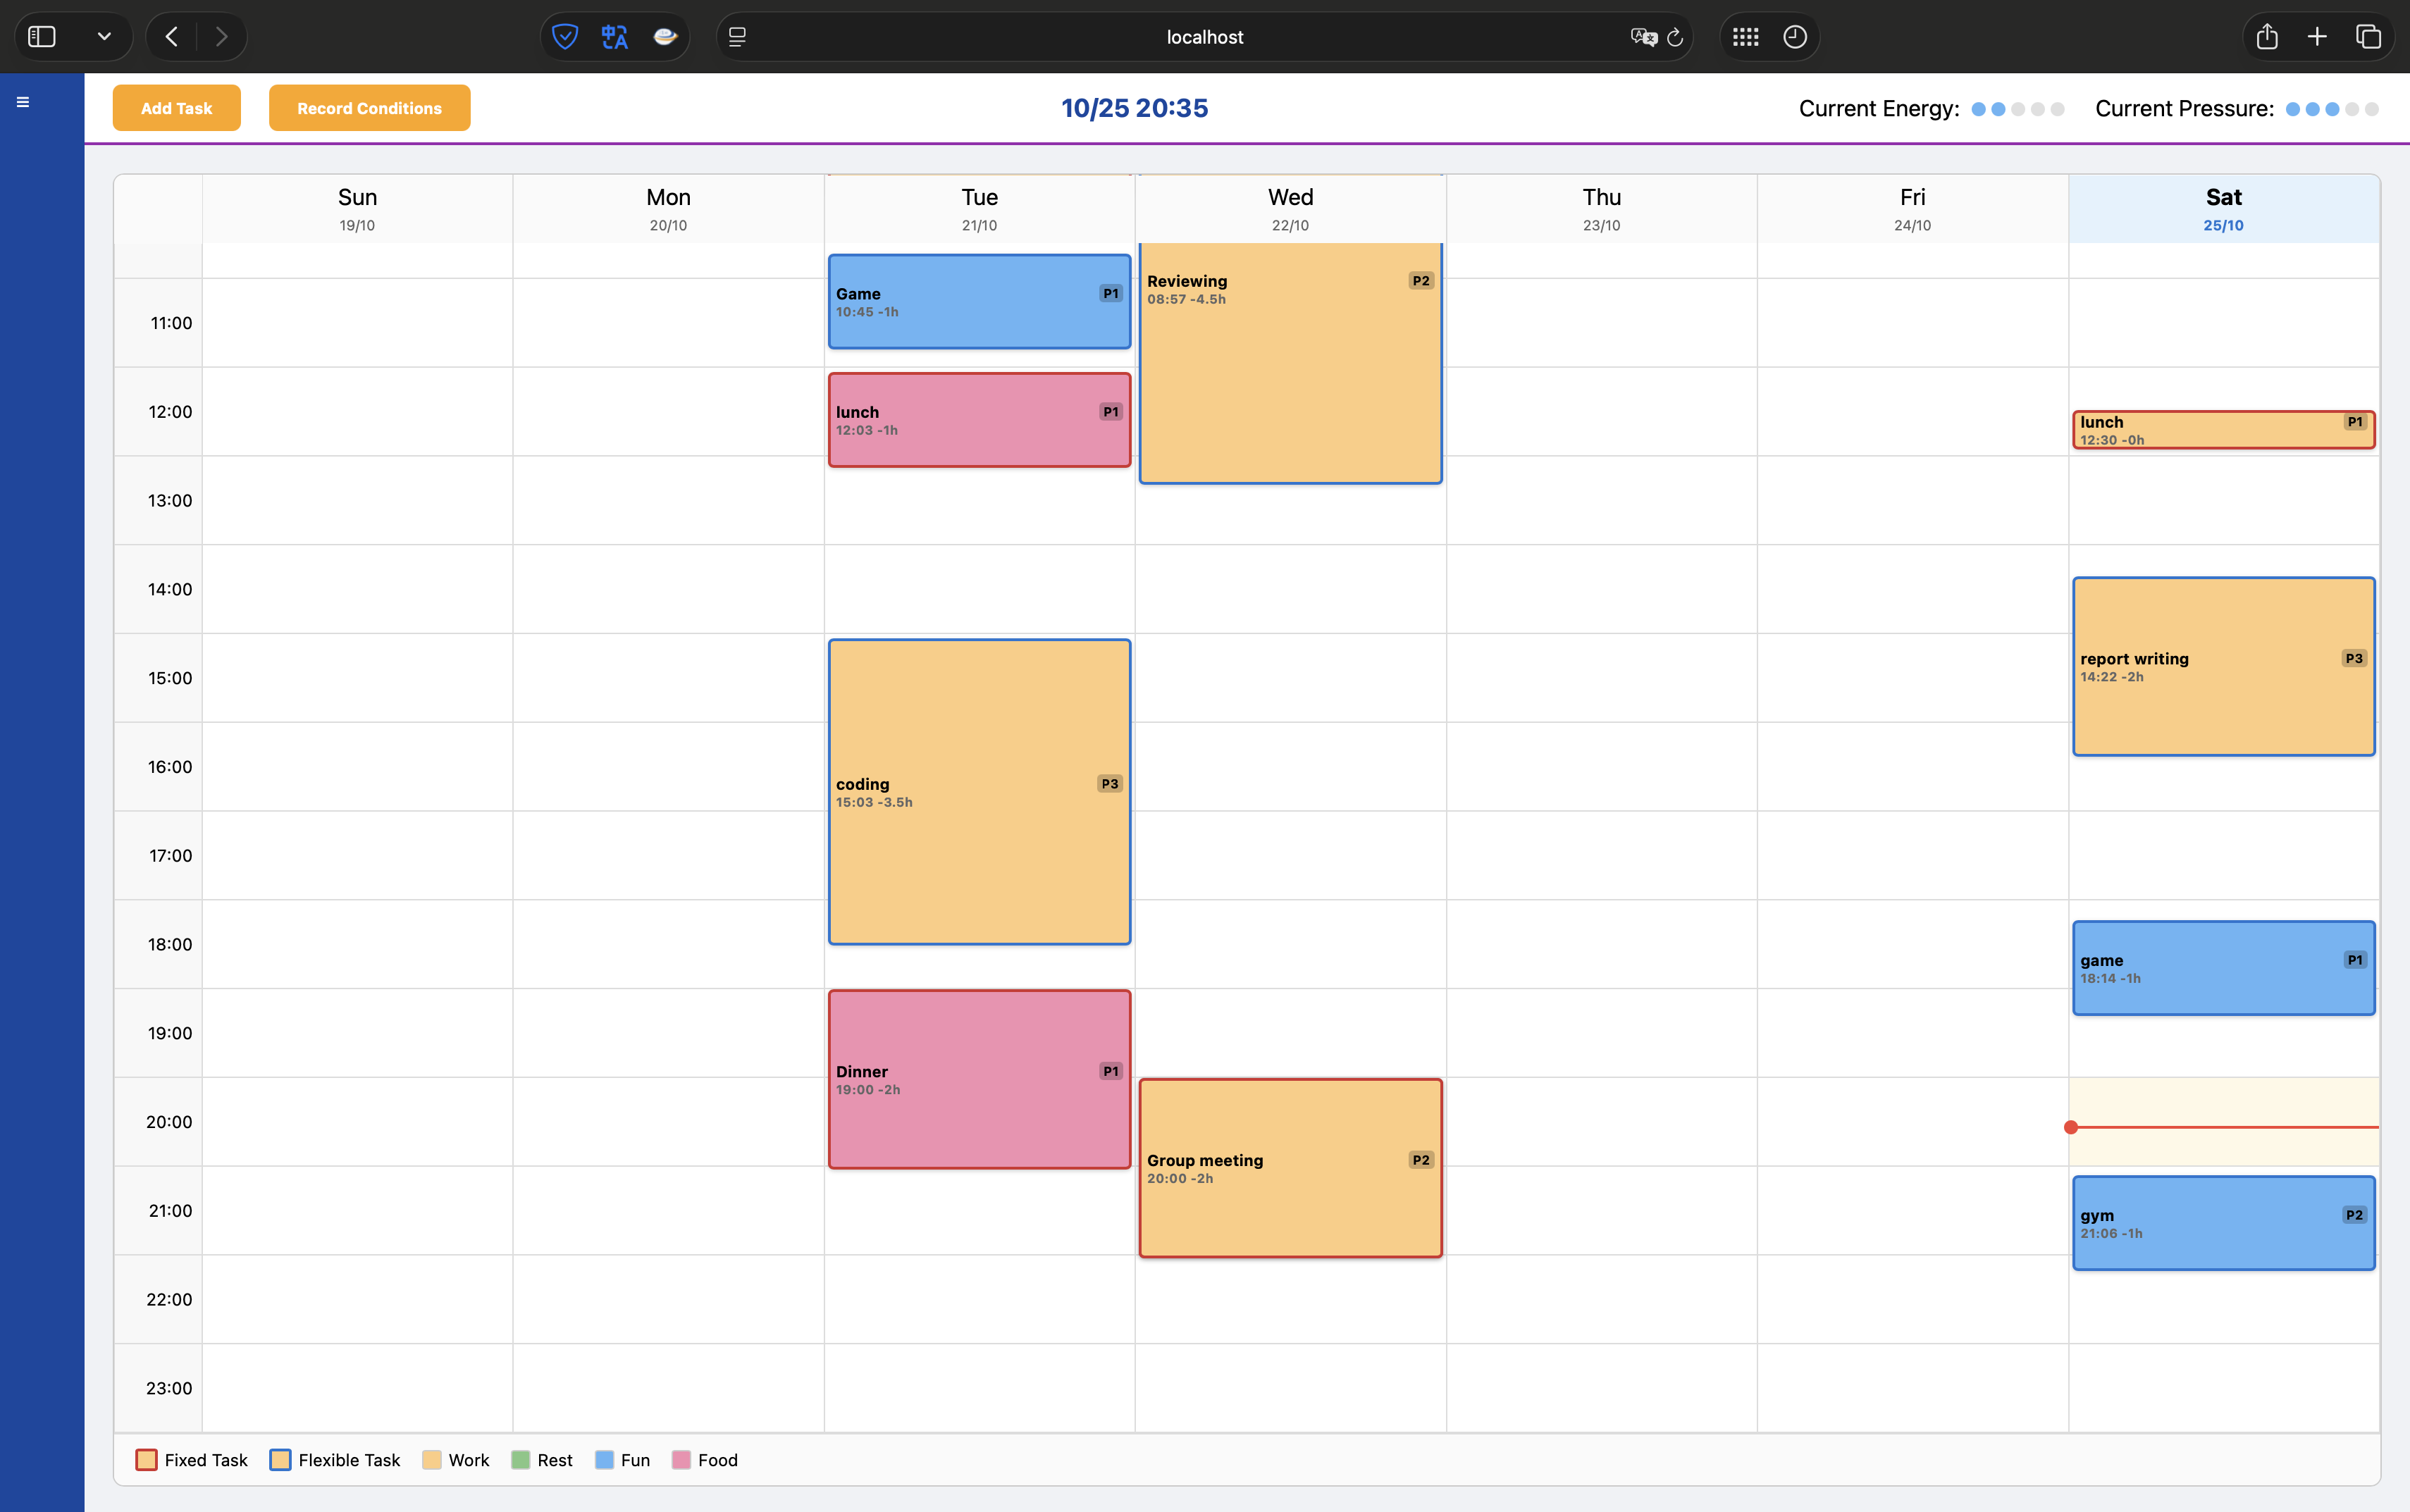 localhost
Add Task
Record Conditions
10/25 20:35
Current Energy:
Current Pressure:
Sun
19/10
Mon
20/10
Tue
21/10
Wed
22/10
Thu
23/10
Fri
24/10
Sat
25/10
11:00
12:00
13:00
14:00
15:00
16:00
17:00
18:00
19:00
20:00
21:00
22:00
23:00
Game P1
10:45 -1h
lunch P1
12:03 -1h
coding P3
15:03 -3.5h
Dinner P1
19:00 -2h
Reviewing P2
08:57 -4.5h
Group meeting P2
20:00 -2h
lunch P1
12:30 -0h
report writing P3
14:22 -2h
game P1
18:14 -1h
gym P2
21:06 -1h
Fixed Task Flexible Task Work Rest Fun Food